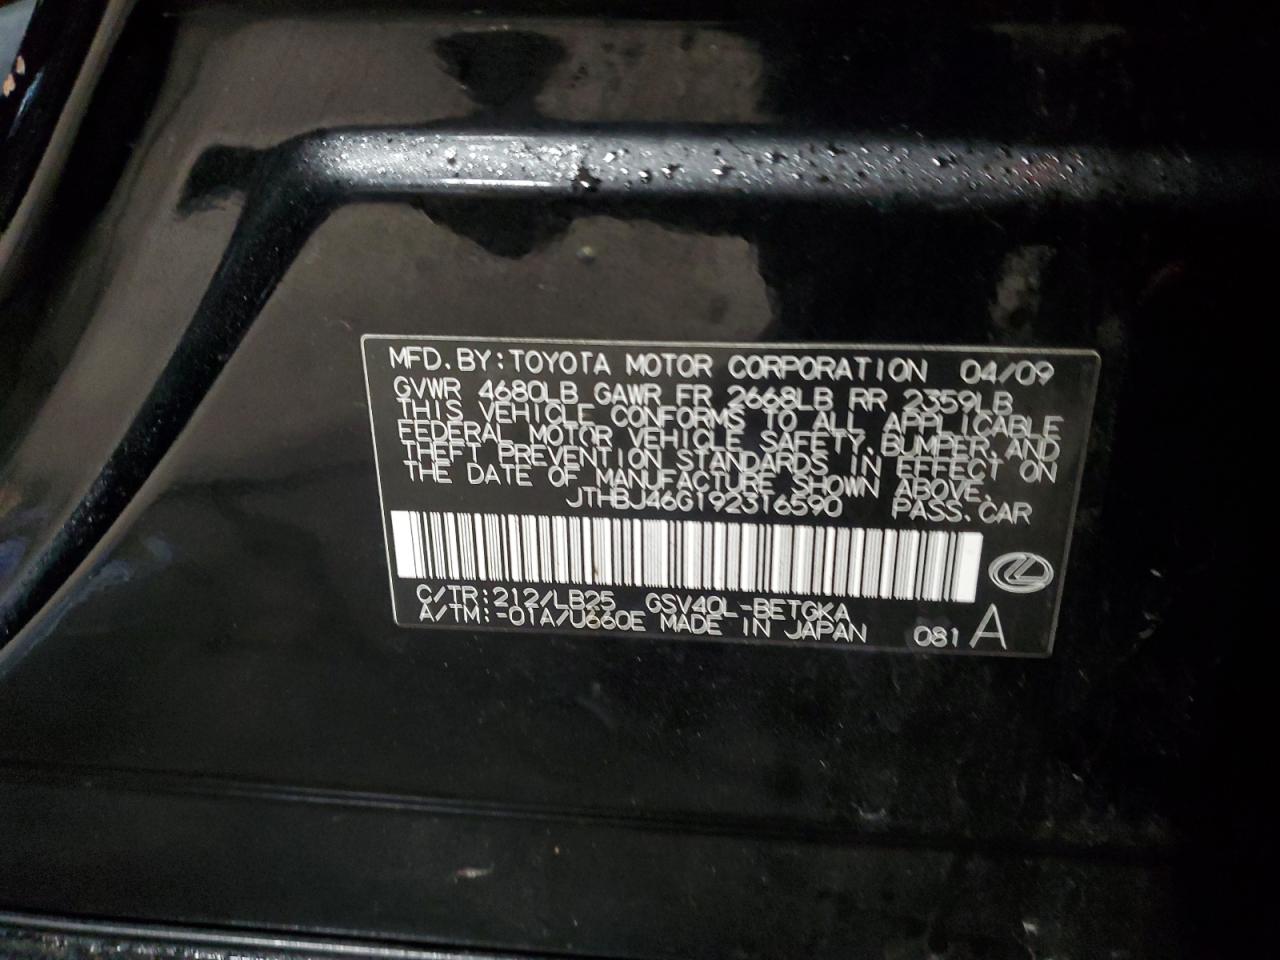 MFD.BY:TOYOTA MOTOR CORPORATION 04/09
GVWR 4680LB GAWR FR 2668LB RR 2359LB
THIS VEHICLE CONFORMS TO ALL APPLICABLE
FEDERAL MOTOR VEHICLE SAFETY,BUMPER,AND
THEFT PREVENTION STANDARDS IN EFFECT ON
THE DATE OF MANUFACTURE SHOWN ABOVE.
JTHBJ46G192316590 PASS.CAR
C/TR:212/LB25 GSV40L-BETGKA
A/TM:-01A/U660E MADE IN JAPAN 081 A